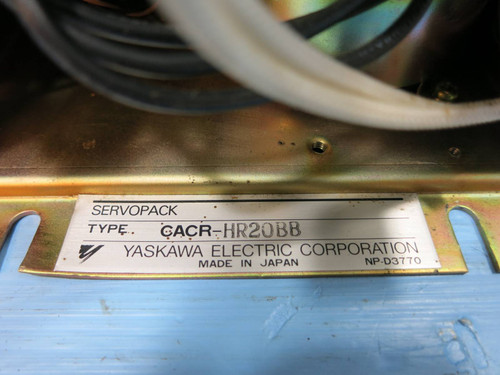 SERVOPACK
TYPE. CACR-HR20BB
YASKAWA ELECTRIC CORPORATION
MADE IN JAPAN NP-D3770